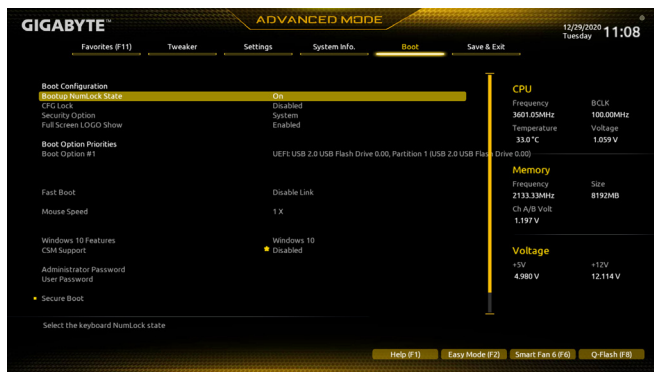 GIGABYTE™
ADVANCED MODE
12/29/2020 Tuesday 11:08
Favorites (F11) Tweaker Settings System Info. Boot Save & Exit
Boot Configuration
Bootup NumLock State On
CFG Lock Disabled
Security Option System
Full Screen LOGO Show Enabled
Boot Option Priorities
Boot Option #1 UEFI: USB 2.0 USB Flash Drive 0.00, Partition 1 (USB 2.0 USB Flash Drive 0.00)
Fast Boot Disable Link
Mouse Speed 1 X
Windows 10 Features Windows 10
CSM Support Disabled
Administrator Password
User Password
Secure Boot
Select the keyboard NumLock state
CPU
Frequency BCLK
3601.05MHz 100.00MHz
Temperature Voltage
33.0 °C 1.059 V
Memory
Frequency Size
2133.33MHz 8192MB
Ch A/B Volt
1.197 V
Voltage
+5V +12V
4.980 V 12.114 V
Help (F1) Easy Mode (F2) Smart Fan 6 (F6) Q-Flash (F8)